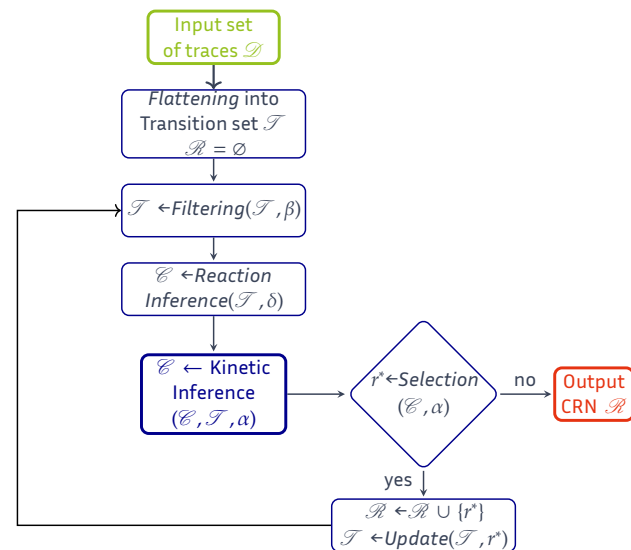 Input set
of traces 𝒟
Flattening into
Transition set 𝒯
ℛ = ∅
𝒯 ←Filtering(𝒯, β)
𝒞 ←Reaction
Inference(𝒯, δ)
𝒞 ← Kinetic
Inference
(𝒞, 𝒯, α)
r*←Selection
(𝒞, α)
no
Output
CRN ℛ
yes
ℛ ←ℛ ∪ {r*}
𝒯 ←Update(𝒯, r*)